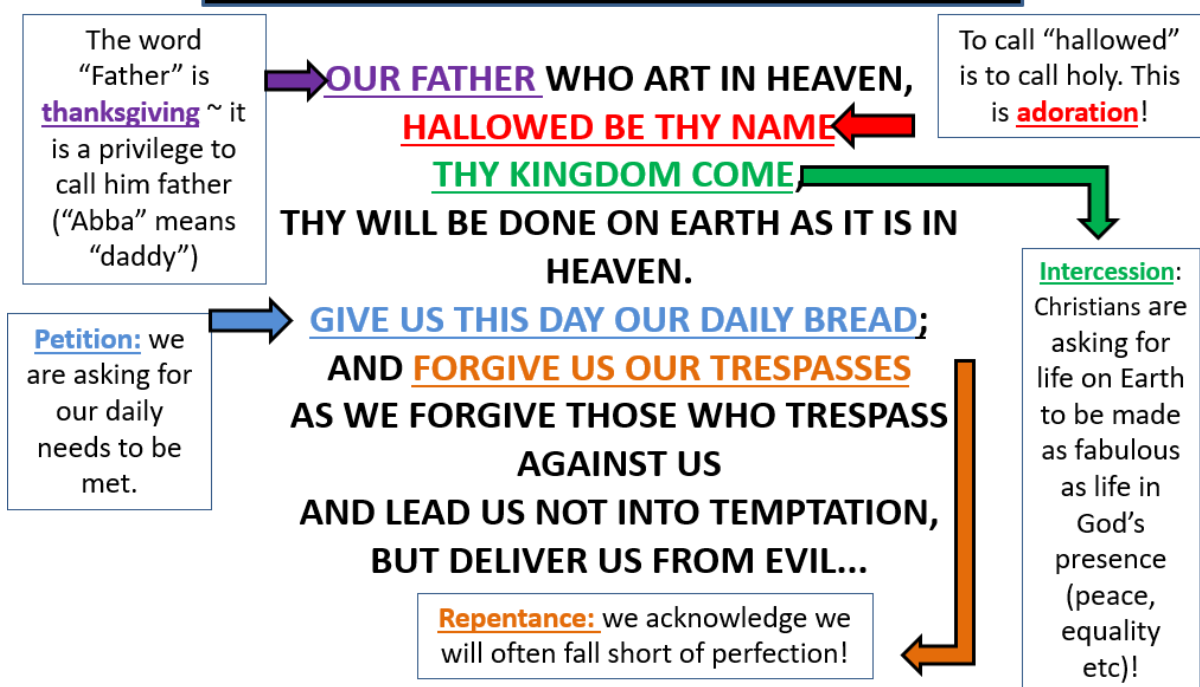 The word
“Father” is
thanksgiving ~ it
is a privilege to
call him father
(“Abba” means
“daddy”)
OUR FATHER WHO ART IN HEAVEN,
HALLOWED BE THY NAME
THY KINGDOM COME,
THY WILL BE DONE ON EARTH AS IT IS IN
HEAVEN.
GIVE US THIS DAY OUR DAILY BREAD;
AND FORGIVE US OUR TRESPASSES
AS WE FORGIVE THOSE WHO TRESPASS
AGAINST US
AND LEAD US NOT INTO TEMPTATION,
BUT DELIVER US FROM EVIL...
To call “hallowed”
is to call holy. This
is adoration!
Petition: we
are asking for
our daily
needs to be
met.
Intercession:
Christians are
asking for
life on Earth
to be made
as fabulous
as life in
God’s
presence
(peace,
equality
etc)!
Repentance: we acknowledge we
will often fall short of perfection!